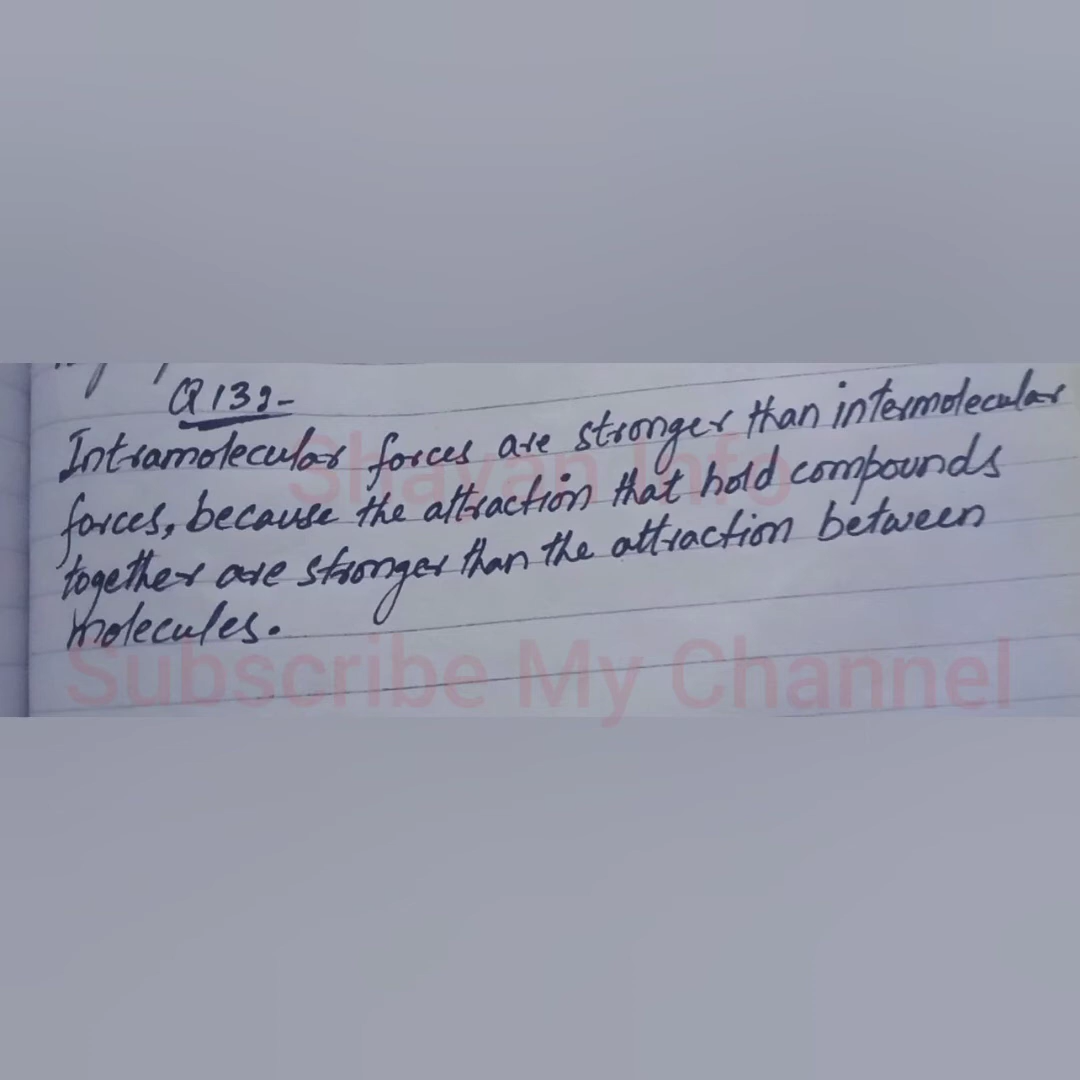 Q 139-
Intramolecular forces are stronger than intermolecular
forces, because the attraction that hold compounds
together are stronger than the attraction between
molecules.
Shayan Info
Subscribe My Channel